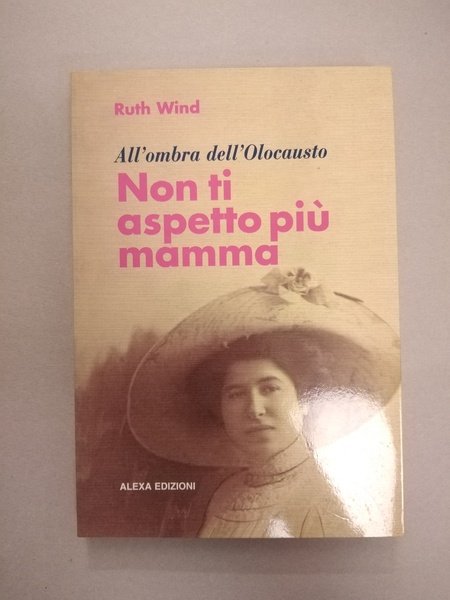 Ruth Wind
All'ombra dell'Olocausto
Non ti
aspetto più
mamma
ALEXA EDIZIONI